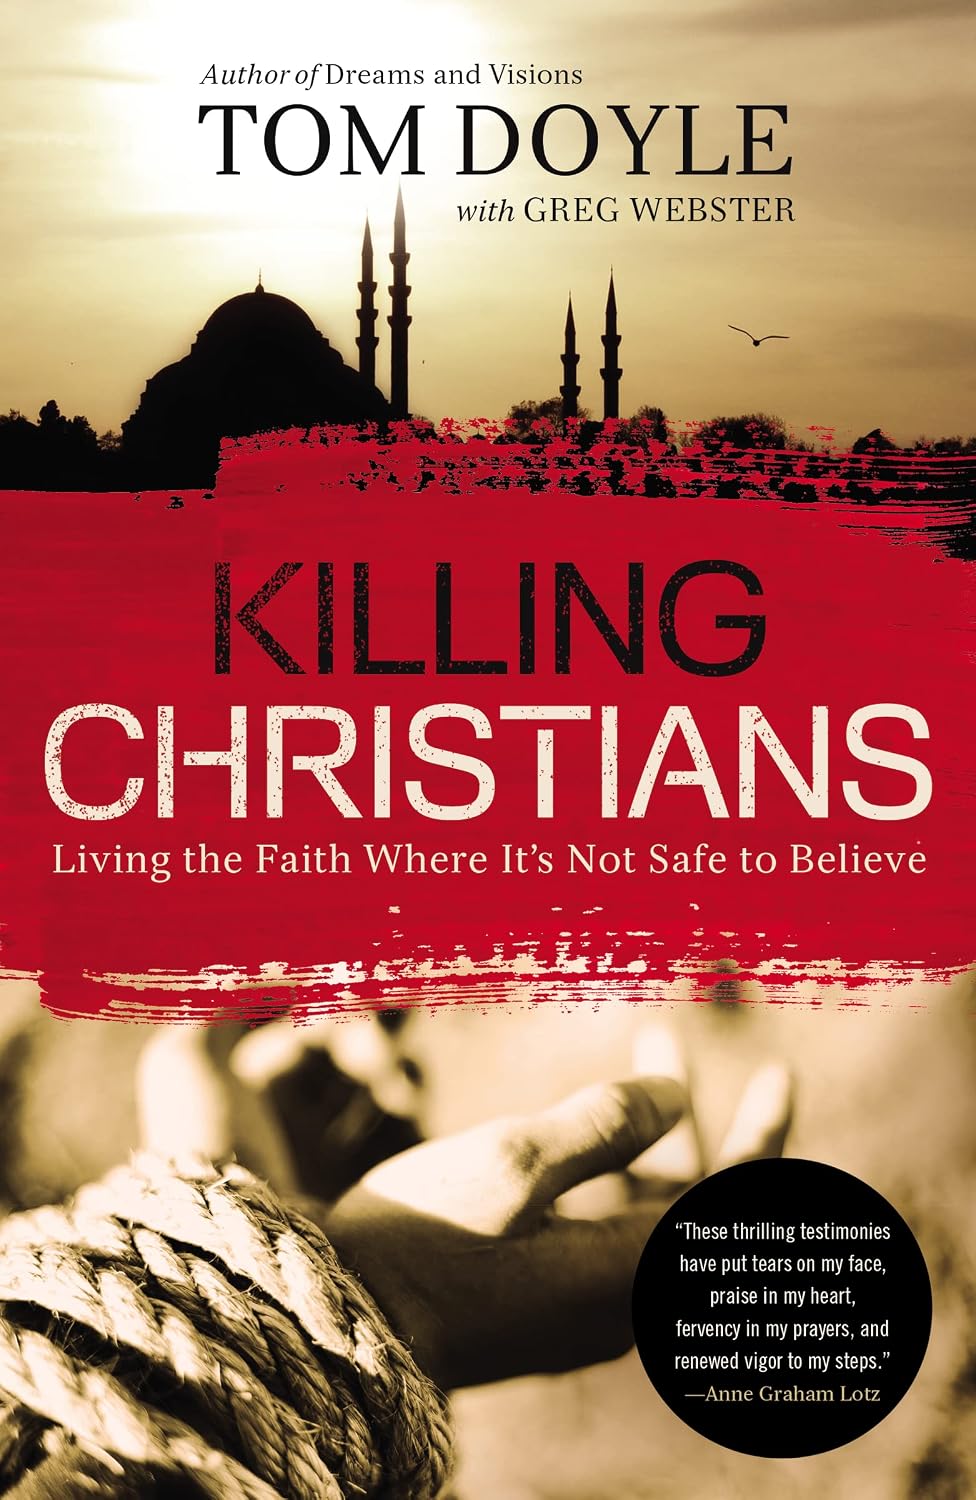 Author of Dreams and Visions
TOM DOYLE
with GREG WEBSTER
KILLING
CHRISTIANS
Living the Faith Where It’s Not Safe to Believe
“These thrilling testimonies
have put tears on my face,
praise in my heart,
fervency in my prayers, and
renewed vigor to my steps.”
—Anne Graham Lotz